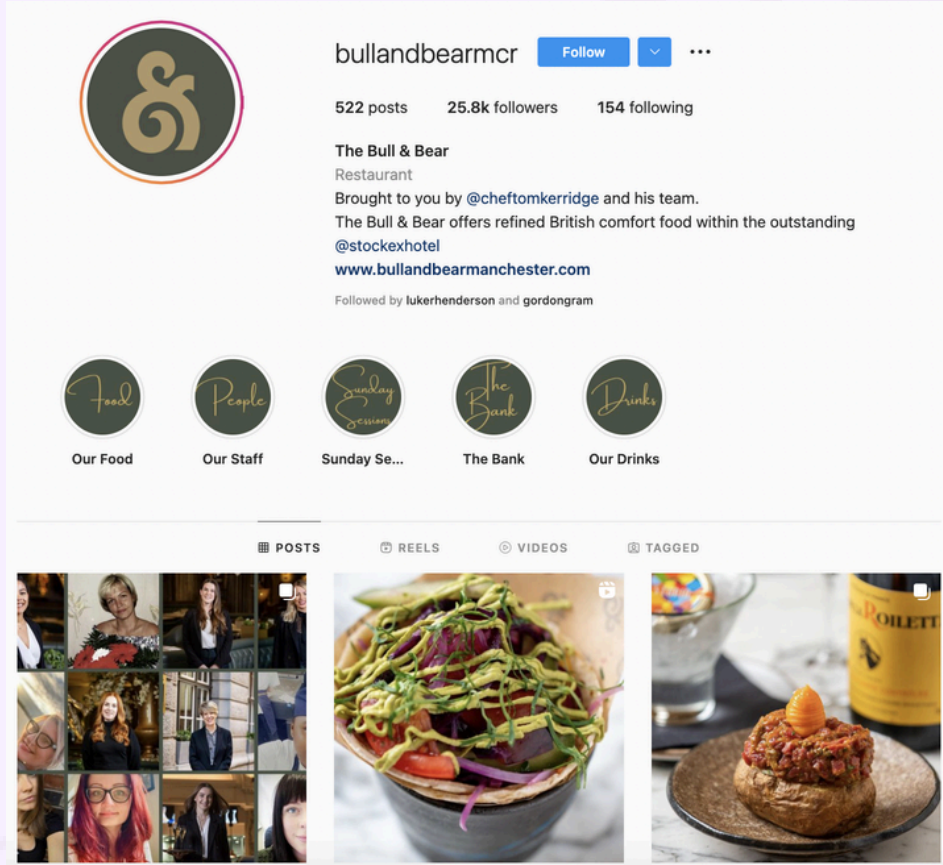 &
bullandbearmcr
Follow
522 posts 25.8k followers 154 following
The Bull & Bear
Restaurant
Brought to you by @cheftomkerridge and his team.
The Bull & Bear offers refined British comfort food within the outstanding
@stockexhotel
www.bullandbearmanchester.com
Followed by lukerhenderson and gordongram
Food
People
Sunday
Sessions
The
Bank
Drinks
Our Food
Our Staff
Sunday Se...
The Bank
Our Drinks
POSTS
REELS
VIDEOS
TAGGED
ROILETT